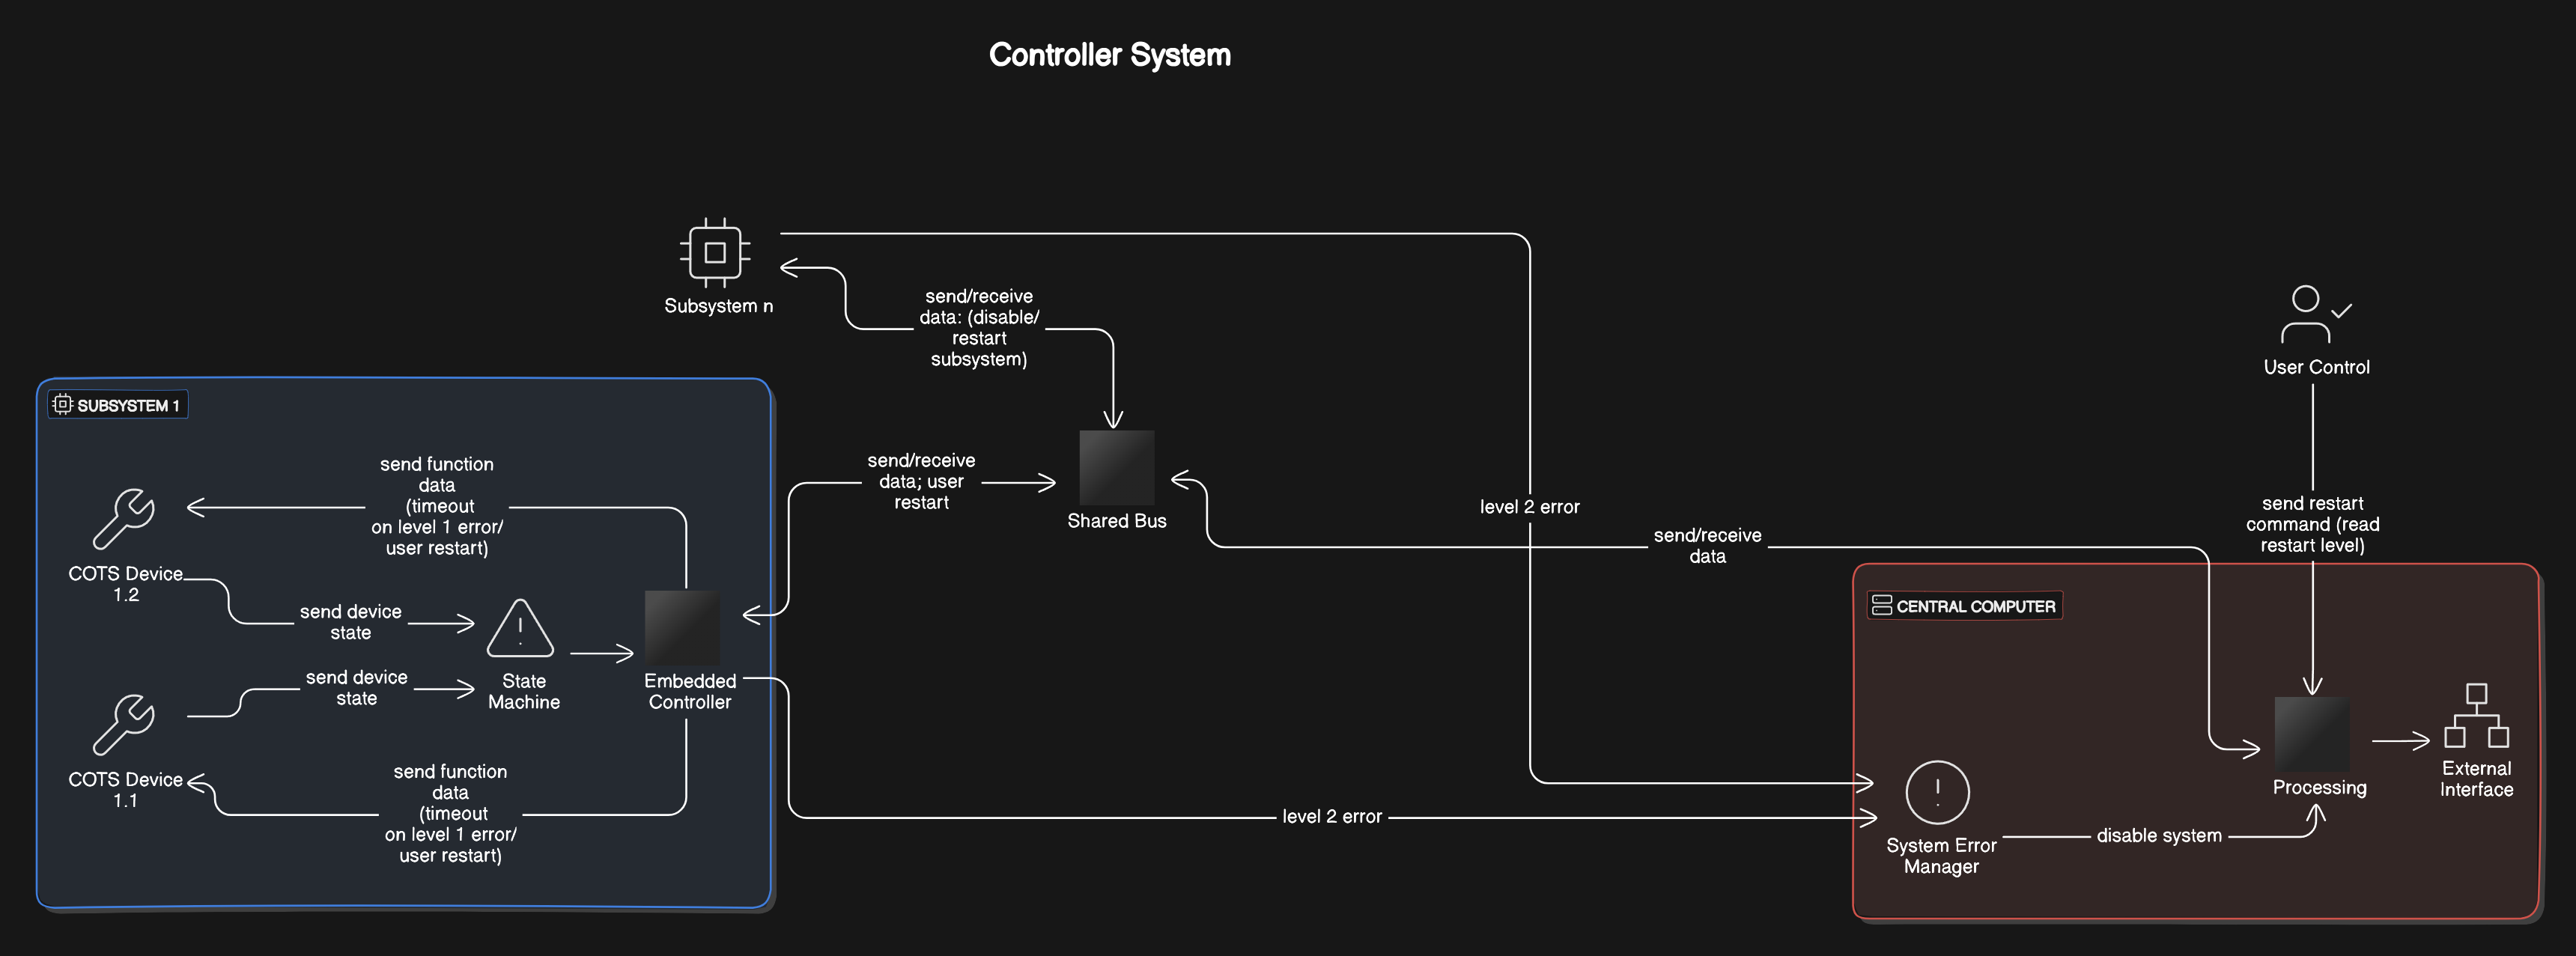 Controller System
Subsystem n
send/receive
data: (disable/
restart
subsystem)
User Control
SUBSYSTEM 1
send function
data
(timeout
on level 1 error/
user restart)
send/receive
data; user
restart
Shared Bus
level 2 error
send/receive
data
send restart
command (read
restart level)
COTS Device
1.2
send device
state
State
Machine
send device
state
Embedded
Controller
COTS Device
1.1
send function
data
(timeout
on level 1 error/
user restart)
level 2 error
CENTRAL COMPUTER
System Error
Manager
disable system
Processing
External
Interface